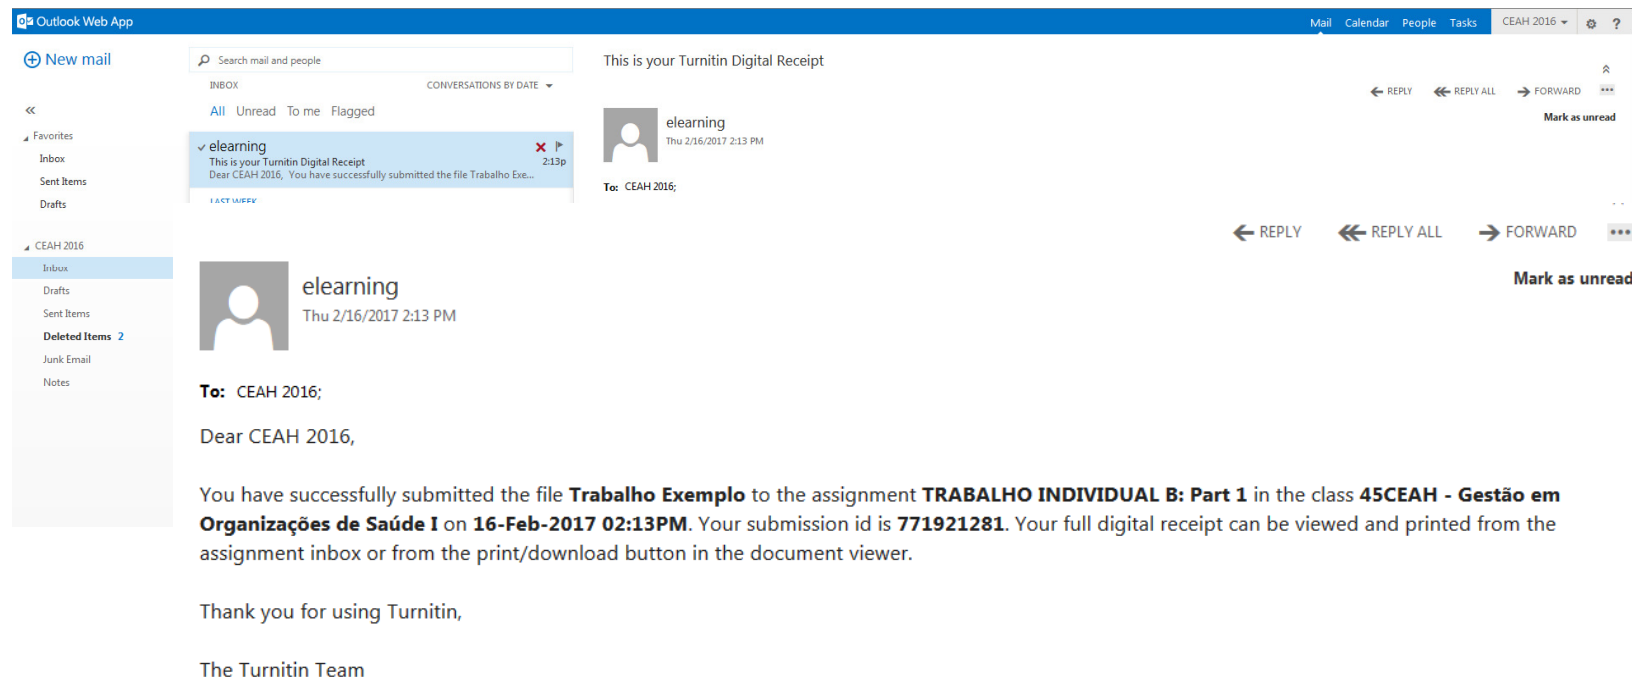 Outlook Web App
Mail Calendar People Tasks CEAH 2016 ?
New mail
Search mail and people
INBOX CONVERSATIONS BY DATE
All Unread To me Flagged
elearning
This is your Turnitin Digital Receipt 2:13p
Dear CEAH 2016, You have successfully submitted the file Trabalho Exe...
LAST WEEK
Favorites
Inbox
Sent Items
Drafts
CEAH 2016
Inbox
Drafts
Sent Items
Deleted Items 2
Junk Email
Notes
This is your Turnitin Digital Receipt
REPLY REPLY ALL FORWARD ...
Mark as unread
elearning
Thu 2/16/2017 2:13 PM
To: CEAH 2016;
REPLY REPLY ALL FORWARD ...
Mark as unread
elearning
Thu 2/16/2017 2:13 PM
To: CEAH 2016;
Dear CEAH 2016,
You have successfully submitted the file Trabalho Exemplo to the assignment TRABALHO INDIVIDUAL B: Part 1 in the class 45CEAH - Gestão em
Organizações de Saúde I on 16-Feb-2017 02:13PM. Your submission id is 771921281. Your full digital receipt can be viewed and printed from the
assignment inbox or from the print/download button in the document viewer.
Thank you for using Turnitin,
The Turnitin Team